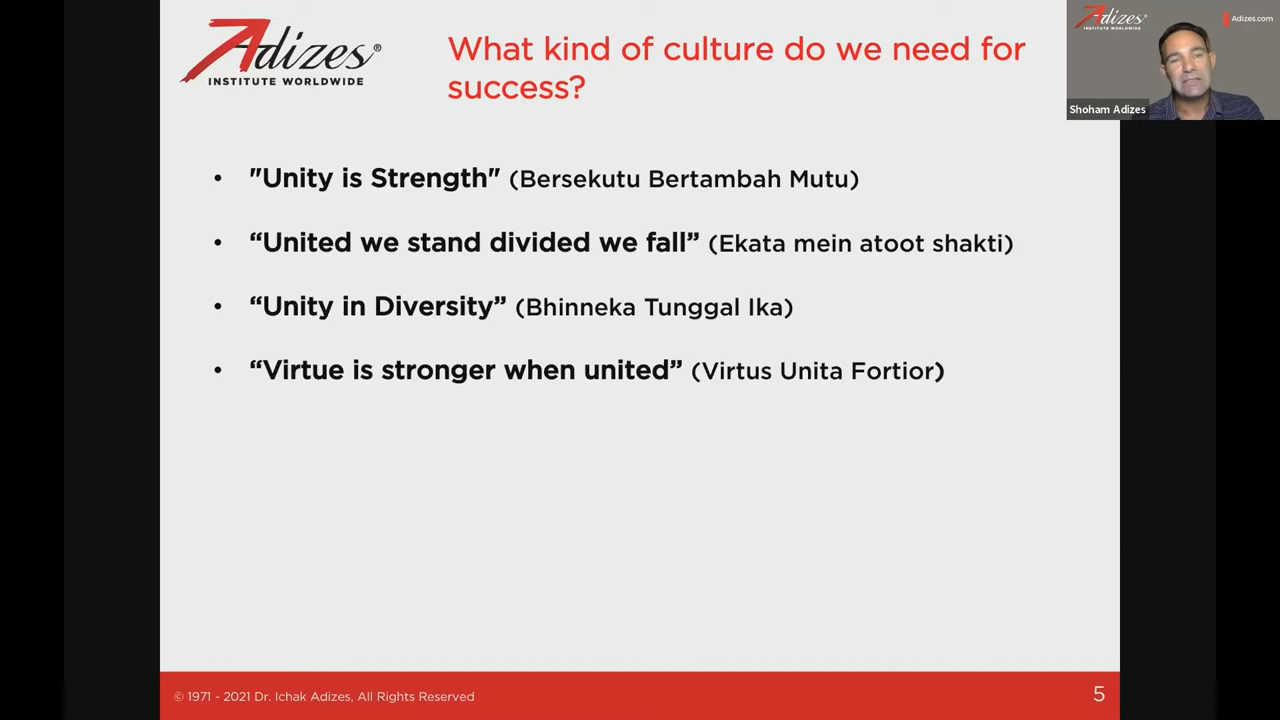 Adizes®
INSTITUTE WORLDWIDE
What kind of culture do we need for
success?
Adizes
INSTITUTE WORLDWIDE
Adizes.com
Shoham Adizes
• "Unity is Strength" (Bersekutu Bertambah Mutu)
• “United we stand divided we fall” (Ekata mein atoot shakti)
• “Unity in Diversity” (Bhinneka Tunggal Ika)
• “Virtue is stronger when united” (Virtus Unita Fortior)
© 1971 - 2021 Dr. Ichak Adizes, All Rights Reserved
5